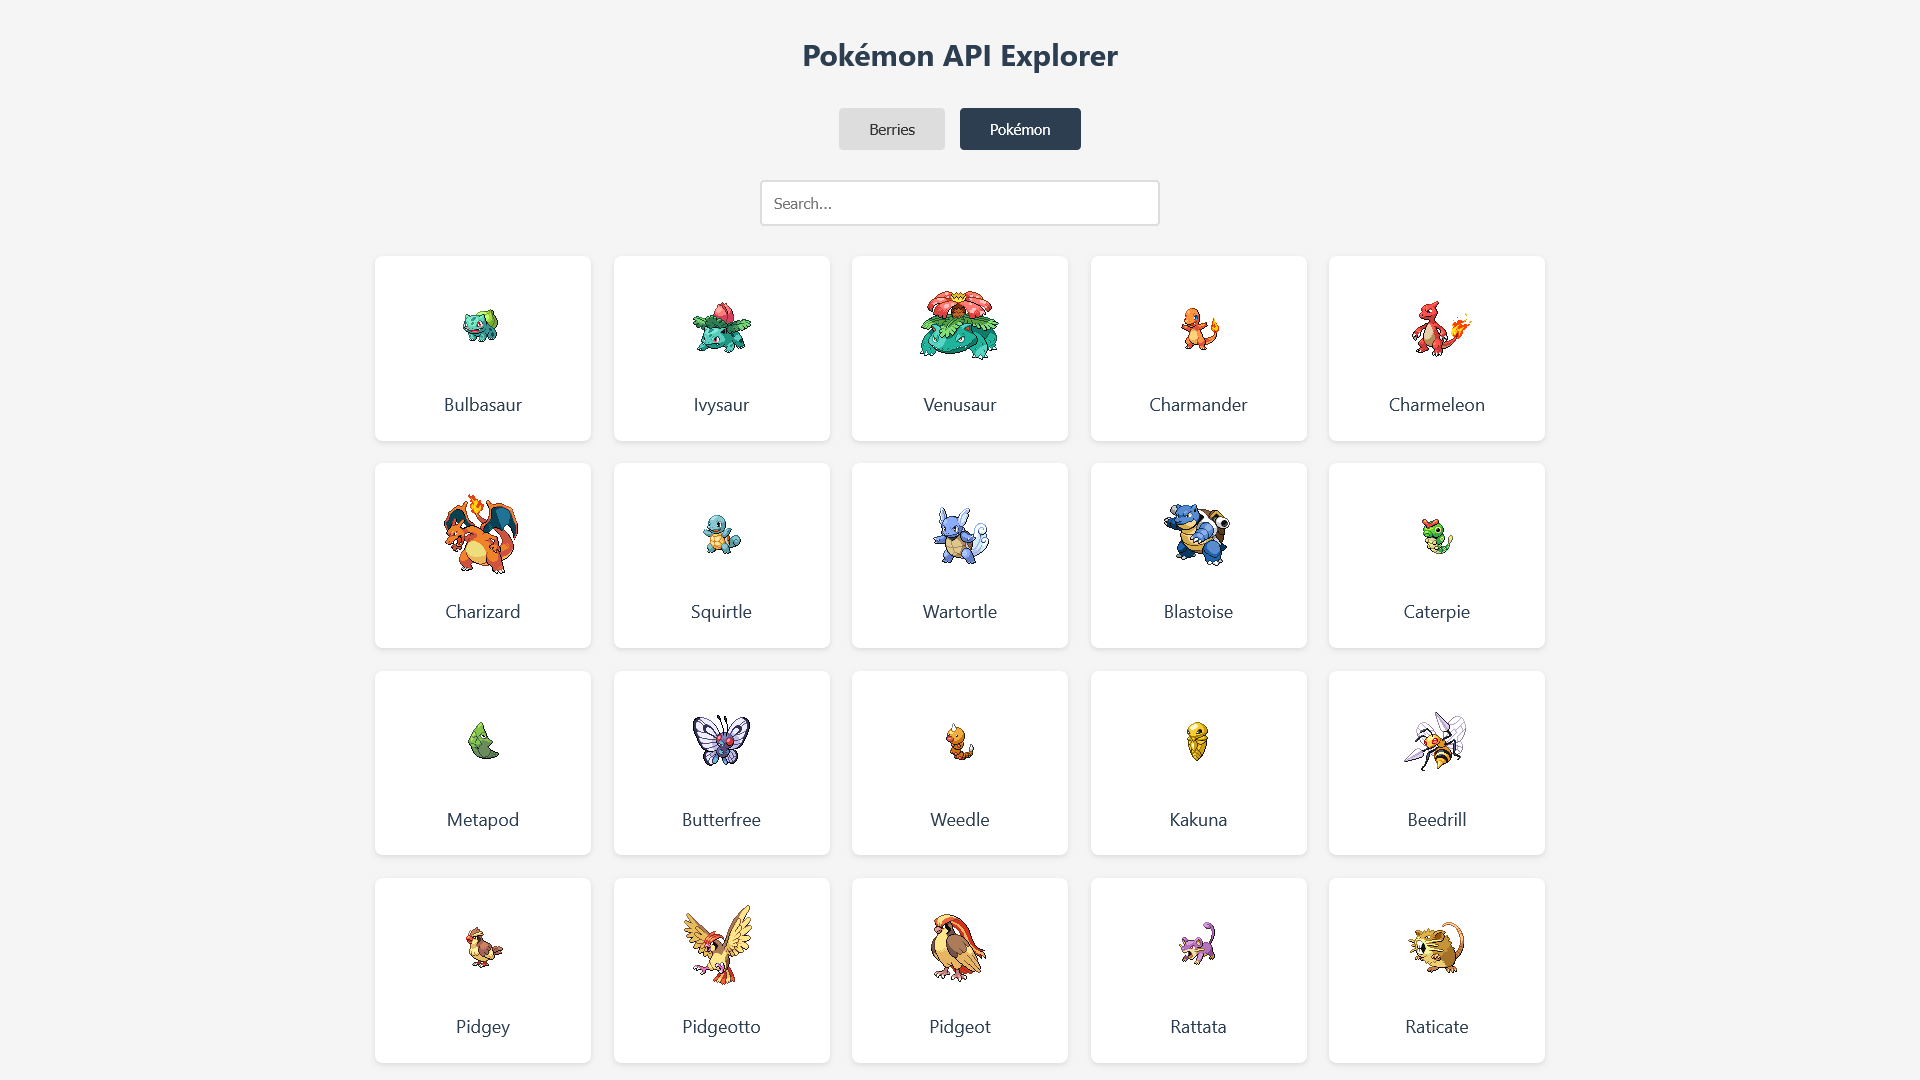 Pokémon API Explorer
Berries
Pokémon
Search...
Bulbasaur
Ivysaur
Venusaur
Charmander
Charmeleon
Charizard
Squirtle
Wartortle
Blastoise
Caterpie
Metapod
Butterfree
Weedle
Kakuna
Beedrill
Pidgey
Pidgeotto
Pidgeot
Rattata
Raticate